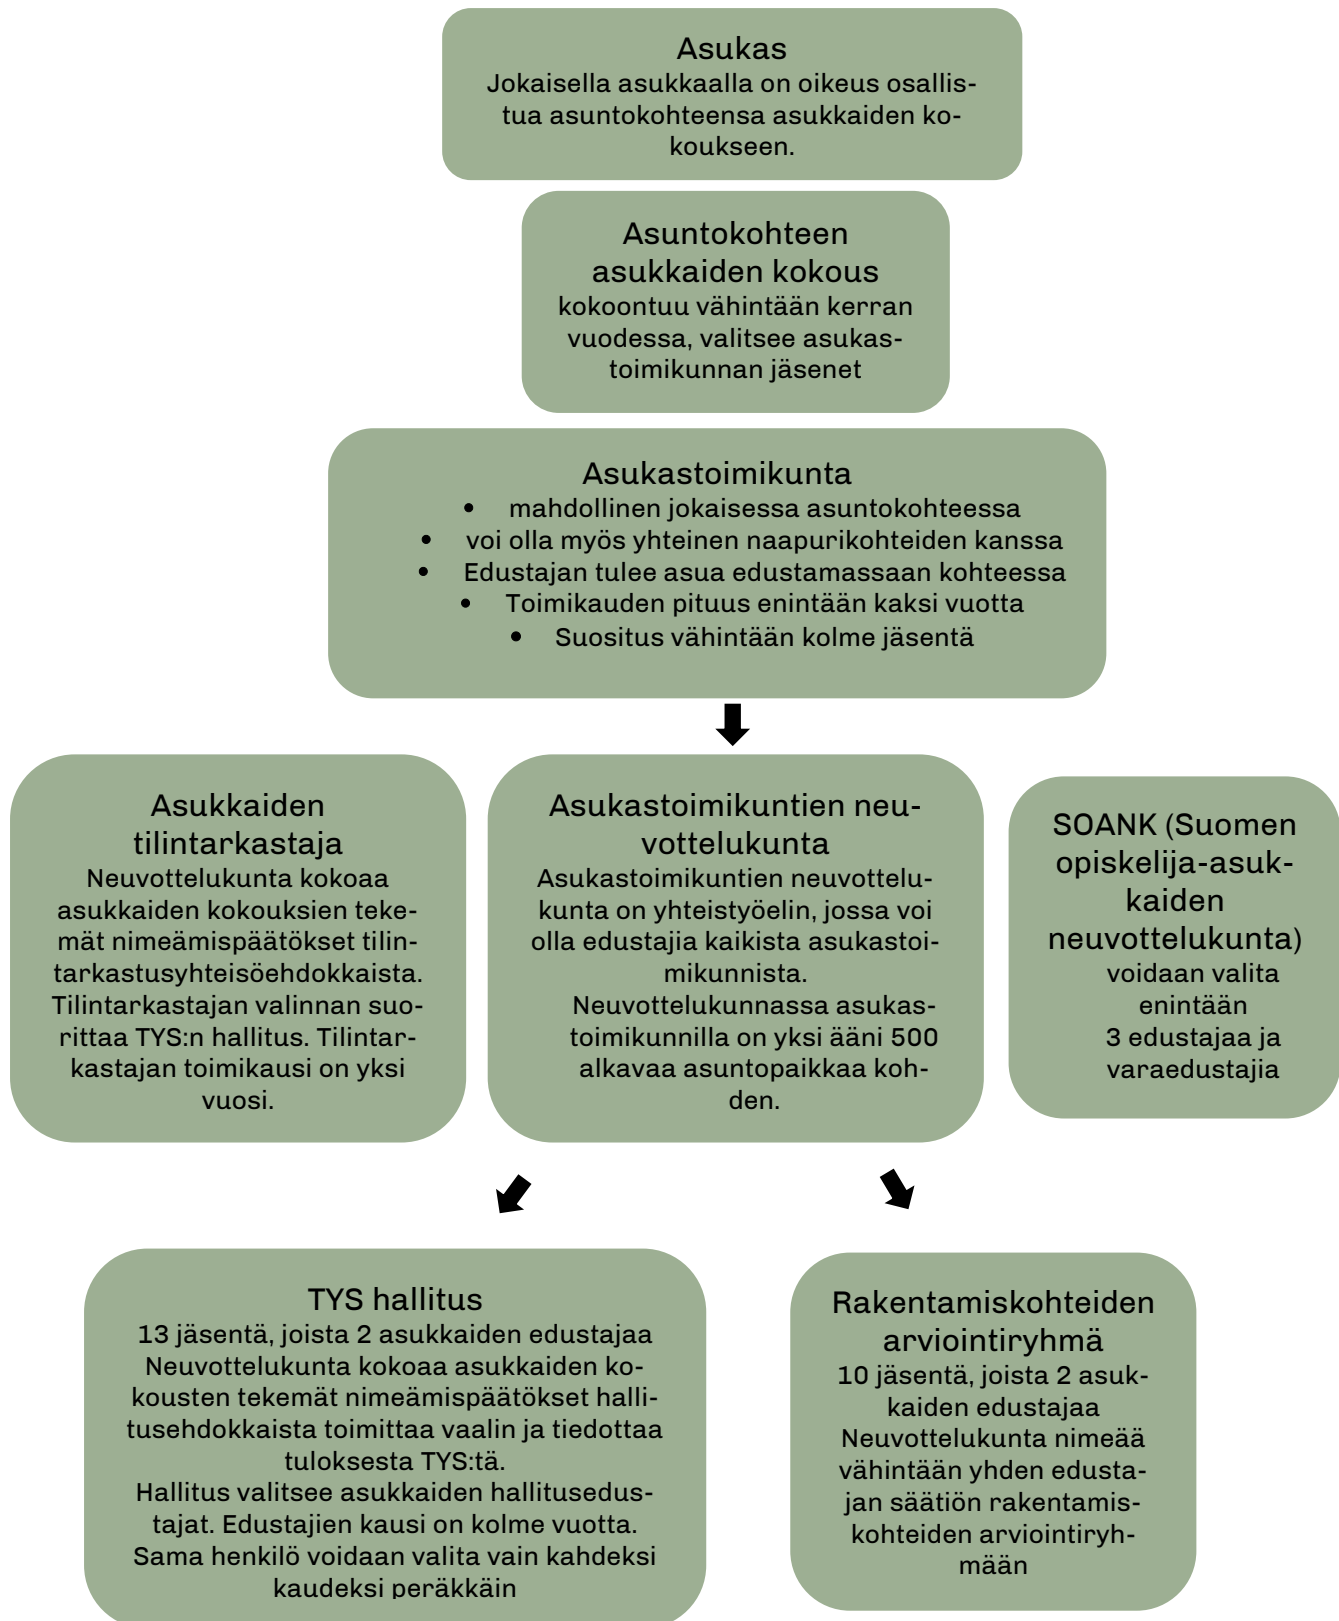 Asukas
Jokaisella asukkaalla on oikeus osallis-
tua asuntokohteensa asukkaiden ko-
koukseen.
Asuntokohteen
asukkaiden kokous
kokoontuu vähintään kerran
vuodessa, valitsee asukas-
toimikunnan jäsenet
Asukastoimikunta
• mahdollinen jokaisessa asuntokohteessa
• voi olla myös yhteinen naapurikohteiden kanssa
• Edustajan tulee asua edustamassaan kohteessa
• Toimikauden pituus enintään kaksi vuotta
• Suositus vähintään kolme jäsentä
Asukkaiden
tilintarkastaja
Neuvottelukunta kokoaa
asukkaiden kokouksien teke-
mät nimeämispäätökset tilin-
tarkastusyhteisöehdokkaista.
Tilintarkastajan valinnan suo-
rittaa TYS:n hallitus. Tilintar-
kastajan toimikausi on yksi
vuosi.
Asukastoimikuntien neu-
vottelukunta
Asukastoimikuntien neuvottelu-
kunta on yhteistyöelin, jossa voi
olla edustajia kaikista asukastoi-
mikunnista.
Neuvottelukunnassa asukas-
toimikunnilla on yksi ääni 500
alkavaa asuntopaikkaa koh-
den.
SOANK (Suomen
opiskelija-asuk-
kaiden
neuvottelukunta)
voidaan valita
enintään
3 edustajaa ja
varaedustajia
TYS hallitus
13 jäsentä, joista 2 asukkaiden edustajaa
Neuvottelukunta kokoaa asukkaiden ko-
kousten tekemät nimeämispäätökset halli-
tusehdokkaista toimittaa vaalin ja tiedottaa
tuloksesta TYS:tä.
Hallitus valitsee asukkaiden hallitusedus-
tajat. Edustajien kausi on kolme vuotta.
Sama henkilö voidaan valita vain kahdeksi
kaudeksi peräkkäin
Rakentamiskohteiden
arviointiryhmä
10 jäsentä, joista 2 asuk-
kaiden edustajaa
Neuvottelukunta nimeää
vähintään yhden edusta-
jan säätiön rakentamis-
kohteiden arviointiryh-
mään